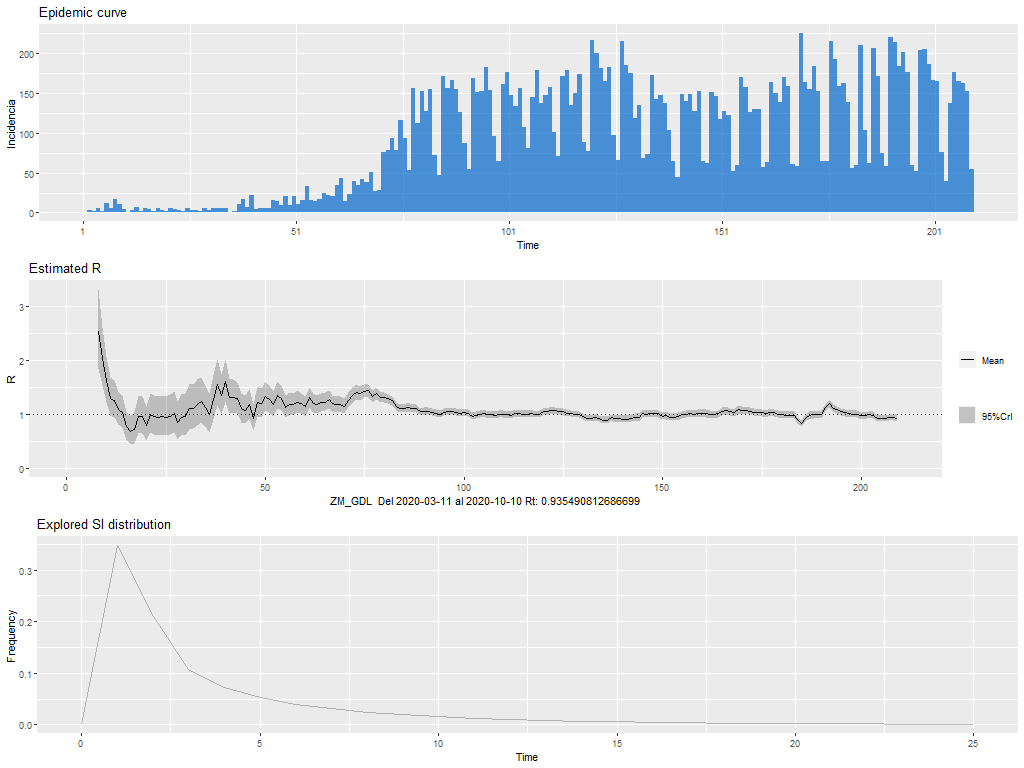 Epidemic curve
200
150
100
50
0
Incidencia
1
51
101
151
201
Time
Estimated R
3
2
1
0
R
0
50
100
150
200
ZM_GDL Del 2020-03-11 al 2020-10-10 Rt: 0.935490812686699
Mean
95%CrI
Explored SI distribution
0.3
0.2
0.1
0.0
Frequency
0
5
10
15
20
25
Time